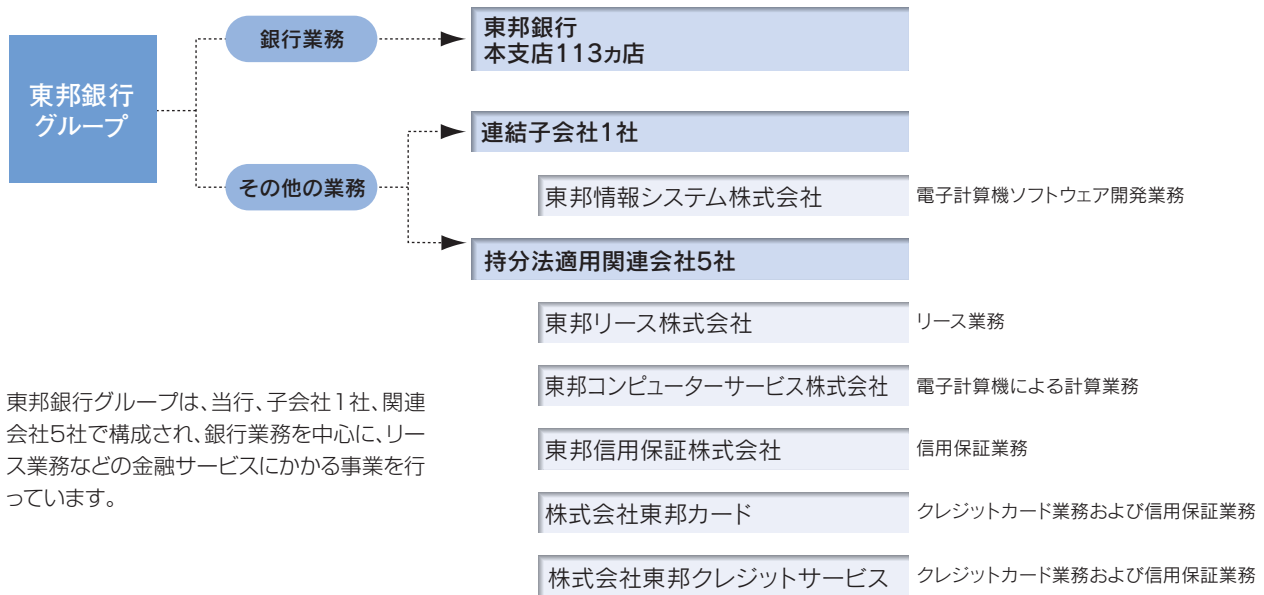 東邦銀行
グループ
銀行業務
東邦銀行
本支店113ヵ店
その他の業務
連結子会社1社
東邦情報システム株式会社 電子計算機ソフトウェア開発業務
持分法適用関連会社5社
東邦リース株式会社 リース業務
東邦コンピューターサービス株式会社 電子計算機による計算業務
東邦信用保証株式会社 信用保証業務
株式会社東邦カード クレジットカード業務および信用保証業務
株式会社東邦クレジットサービス クレジットカード業務および信用保証業務
東邦銀行グループは、当行、子会社1社、関連
会社5社で構成され、銀行業務を中心に、リー
ス業務などの金融サービスにかかる事業を行
っています。